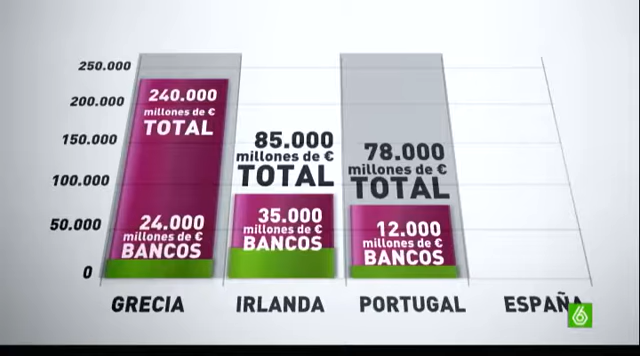 250.000
200.000
150.000
100.000
50.000
0
240.000
millones de €
TOTAL
24.000
millones de €
BANCOS
85.000
millones de €
TOTAL
35.000
millones de €
BANCOS
78.000
millones de €
TOTAL
12.000
millones de €
BANCOS
GRECIA IRLANDA PORTUGAL ESPAÑA
6